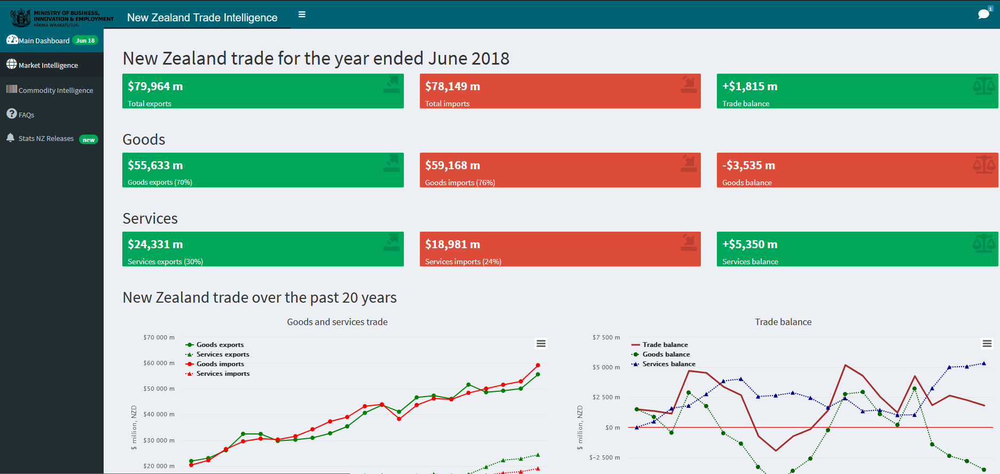 MINISTRY OF BUSINESS,
INNOVATION & EMPLOYMENT
HĪKINA WHAKATUTUKI
New Zealand Trade Intelligence
1
Main Dashboard Jun 18
Market Intelligence
Commodity Intelligence
FAQs
Stats NZ Releases new
New Zealand trade for the year ended June 2018
$79,964 m
Total exports
$78,149 m
Total imports
+$1,815 m
Trade balance
Goods
$55,633 m
Goods exports (70%)
$59,168 m
Goods imports (76%)
-$3,535 m
Goods balance
Services
$24,331 m
Services exports (30%)
$18,981 m
Services imports (24%)
+$5,350 m
Services balance
New Zealand trade over the past 20 years
Goods and services trade
$70 000 m
$60 000 m
$50 000 m
$40 000 m
$30 000 m
$20 000 m
$ million, NZD
Goods exports
Services exports
Goods imports
Services imports
Trade balance
$7 500 m
$5 000 m
$2 500 m
$0 m
$-2 500 m
$ million, NZD
Trade balance
Goods balance
Services balance